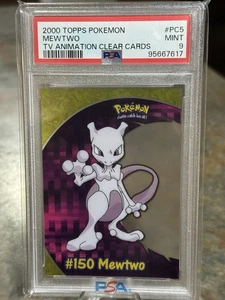 2000 TOPPS POKEMON #PC5
MEWTWO MINT
TV ANIMATION CLEAR CARDS 9
PSA 95667617
POKéMON
Gotta catch 'em all!
#150 Mewtwo
PSA